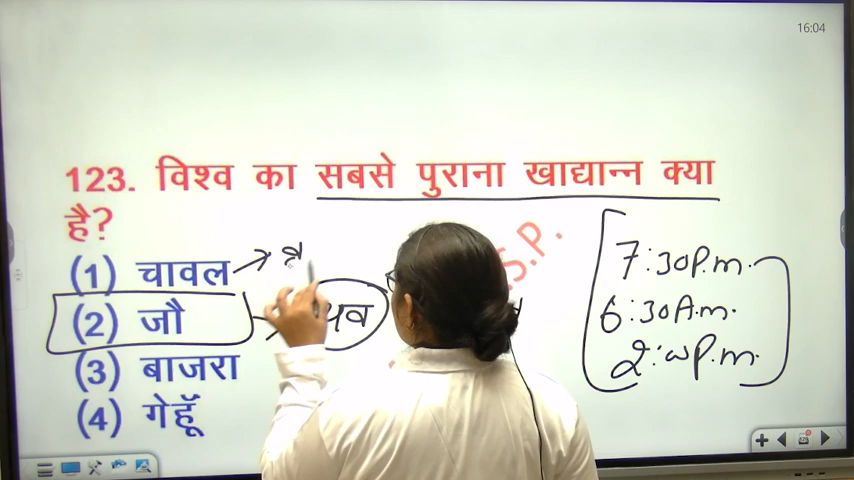 16:04
123. विश्व का सबसे पुराना खाद्यान्न क्या
है?
(1) चावल
(2) जौ
यव
(3) बाजरा
(4) गेहूँ
S.P.
7:30P.m.
6:30A.m.
2:00P.m.